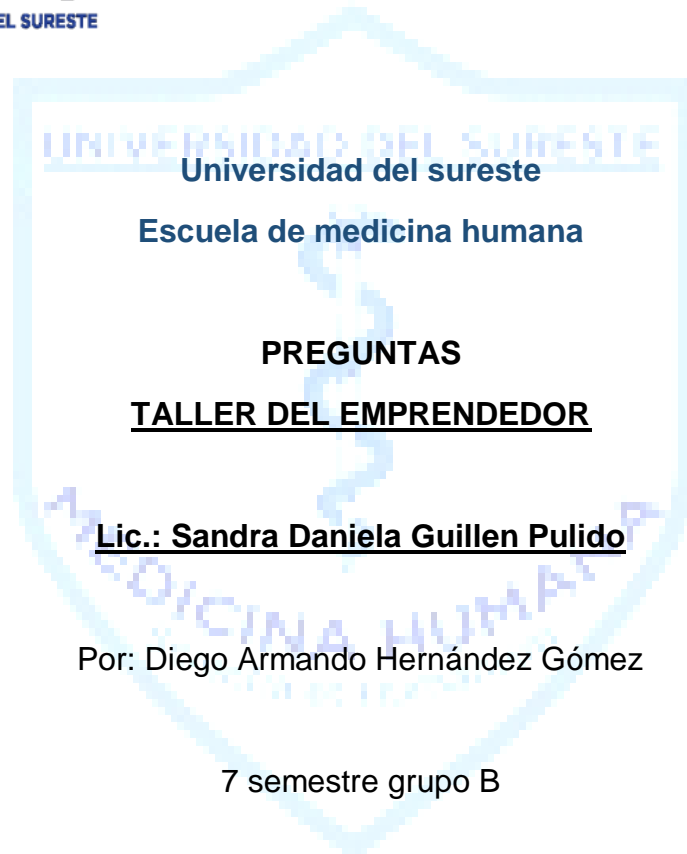 EL SURESTE
UNIVERSIDAD DEL SURESTE
Universidad del sureste
Escuela de medicina humana
PREGUNTAS
TALLER DEL EMPRENDEDOR
Lic.: Sandra Daniela Guillen Pulido
MEDICINA HUMANA
Por: Diego Armando Hernández Gómez
7 semestre grupo B